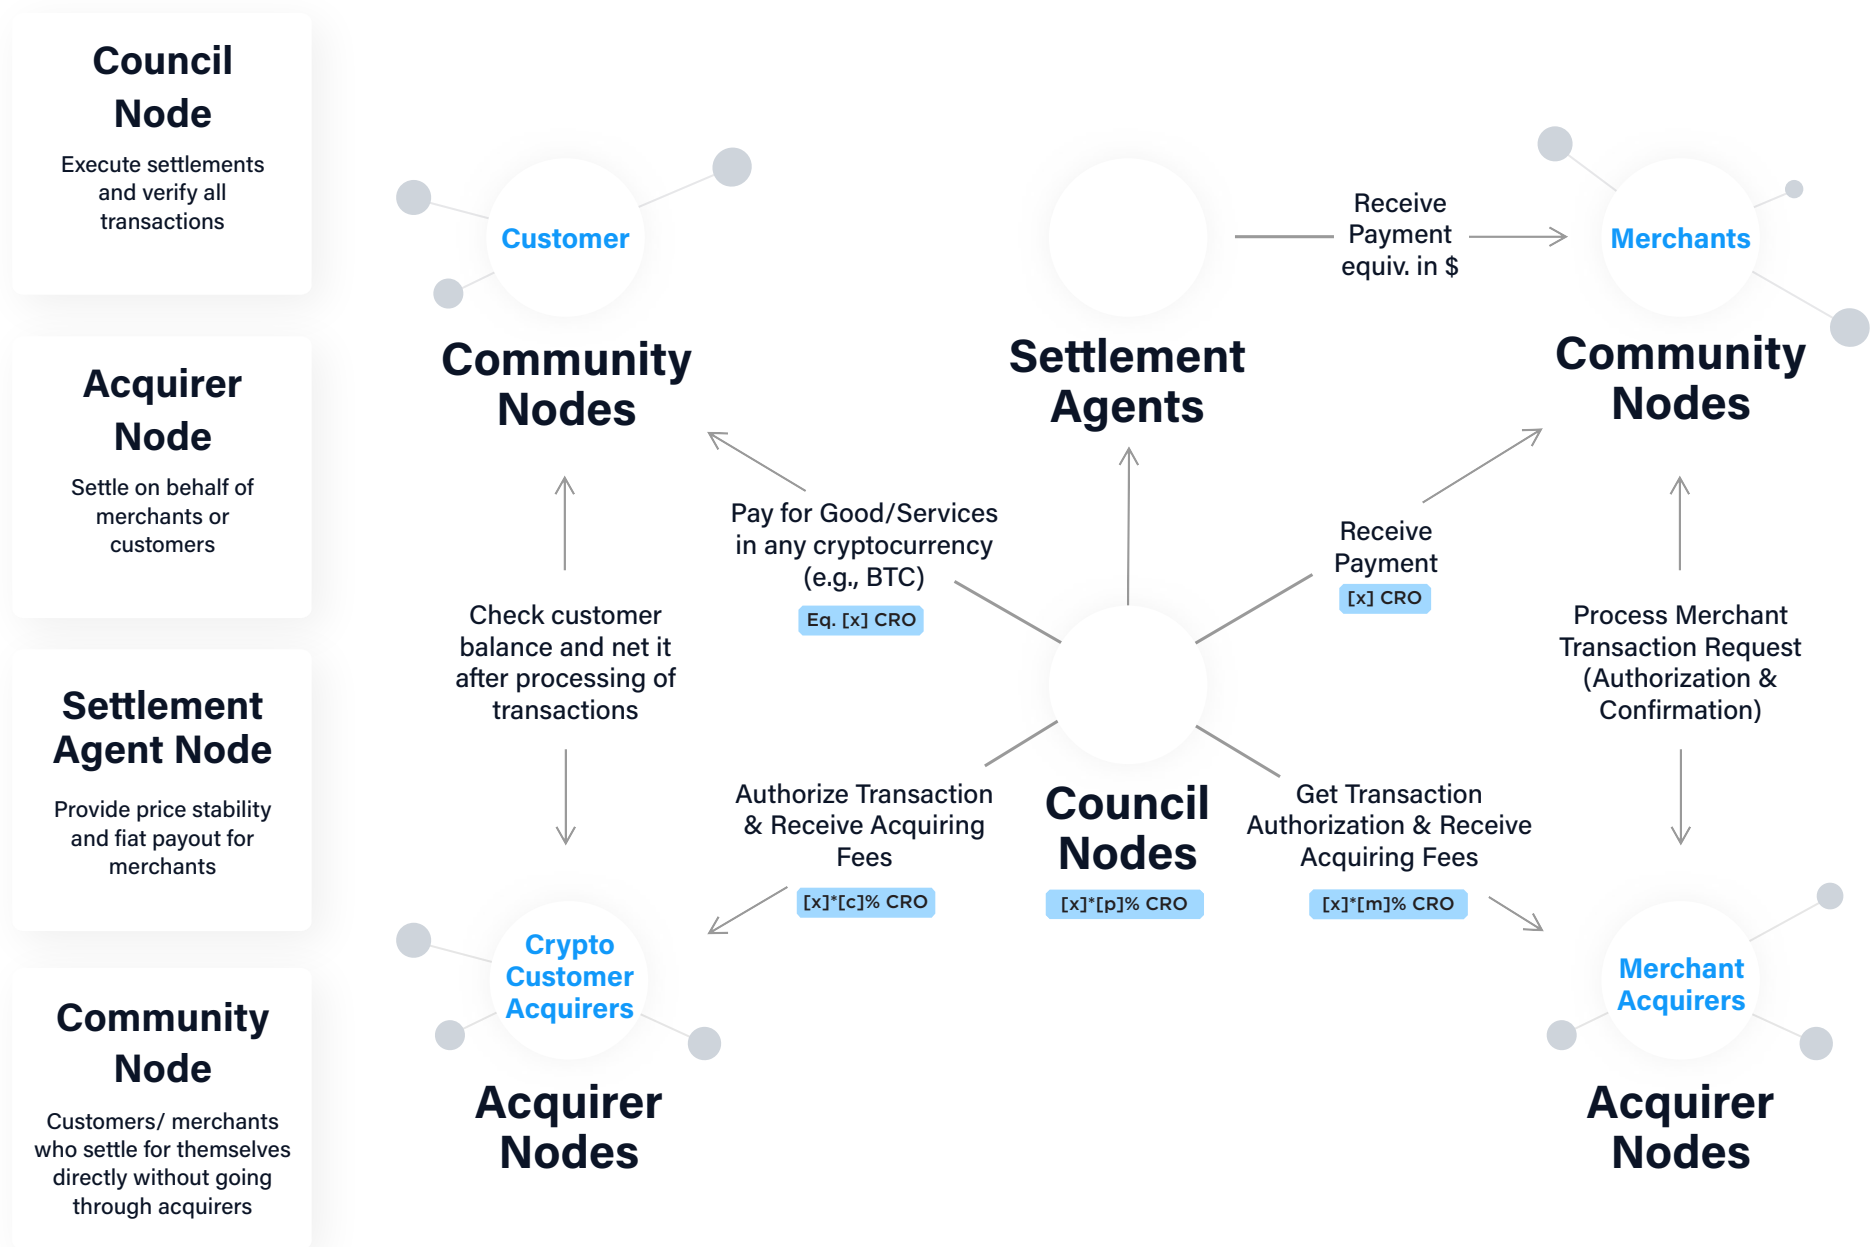 Council
Node
Execute settlements
and verify all
transactions
Acquirer
Node
Settle on behalf of
merchants or
customers
Settlement
Agent Node
Provide price stability
and fiat payout for
merchants
Community
Node
Customers/ merchants
who settle for themselves
directly without going
through acquirers
Customer
Community
Nodes
Settlement
Agents
Receive
Payment
equiv. in $
Merchants
Community
Nodes
Pay for Good/Services
in any cryptocurrency
(e.g., BTC)
Eq. [x] CRO
Receive
Payment
[x] CRO
Check customer
balance and net it
after processing of
transactions
Process Merchant
Transaction Request
(Authorization &
Confirmation)
Authorize Transaction
& Receive Acquiring
Fees
[x]*[c]% CRO
Council
Nodes
[x]*[p]% CRO
Get Transaction
Authorization & Receive
Acquiring Fees
[x]*[m]% CRO
Crypto
Customer
Acquirers
Acquirer
Nodes
Merchant
Acquirers
Acquirer
Nodes